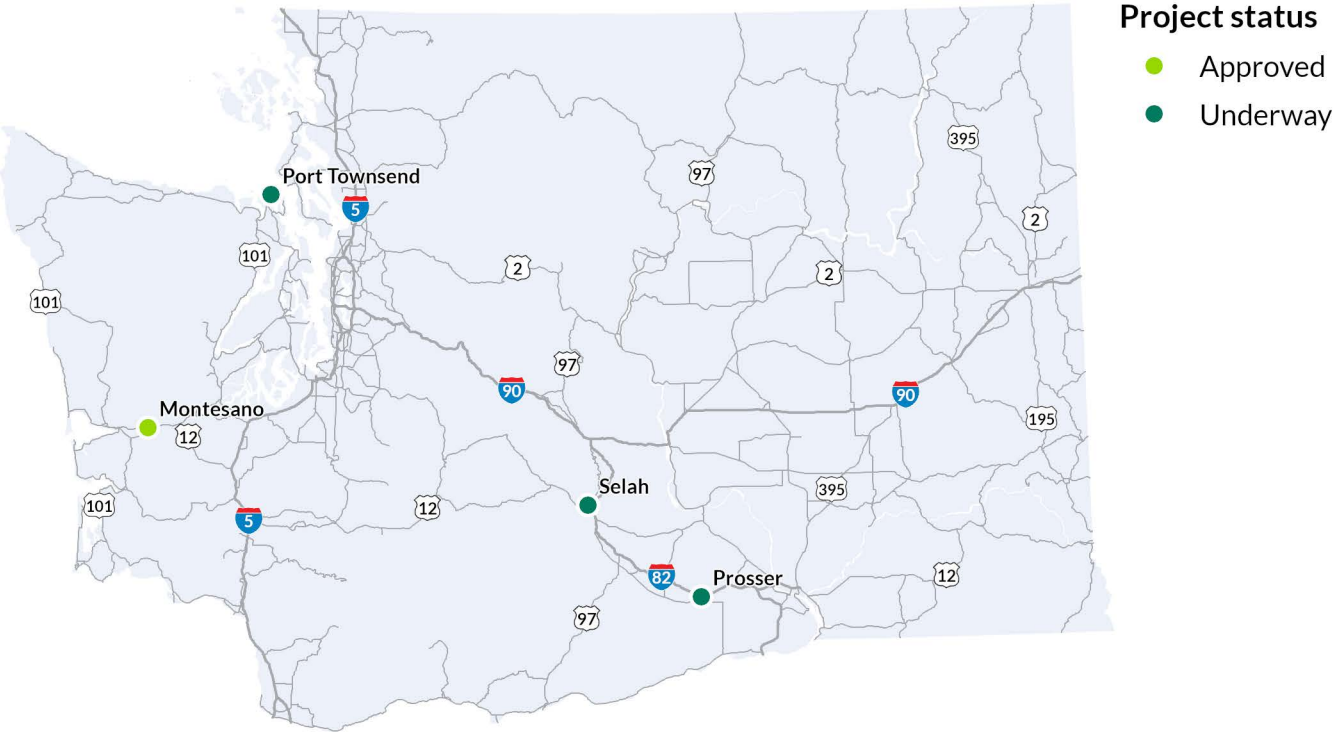 Project status
Approved
Underway
395
97
Port Townsend
5
2
101
2
2
101
97
90
90
Montesano
195
12
Selah
395
101
12
5
82
Prosser
12
97